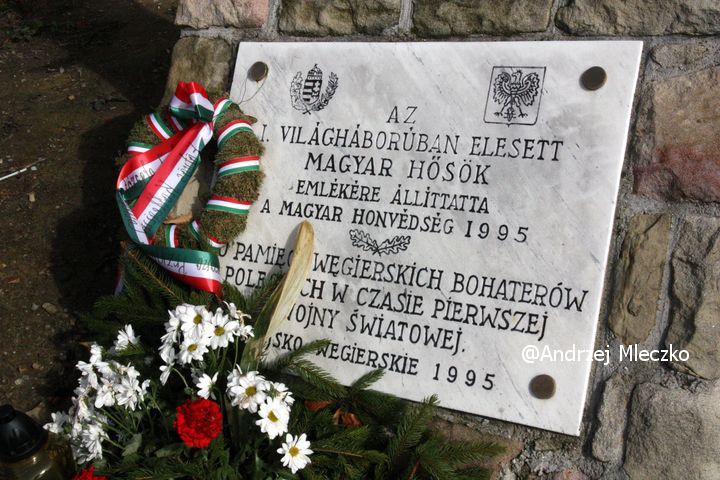 AZ
I. VILÁGHÁBORÚBAN ELESETT
MAGYAR HŐSÖK
EMLÉKÉRE ÁLLÍTTATTA
A MAGYAR HONVÉDSÉG 1995
PAMIĘCI WĘGIERSKICH BOHATERÓW
W CZASIE PIERWSZEJ
ŚWIATOWEJ.
WĘGIERSKIE 1995
@Andrzej Mleczko